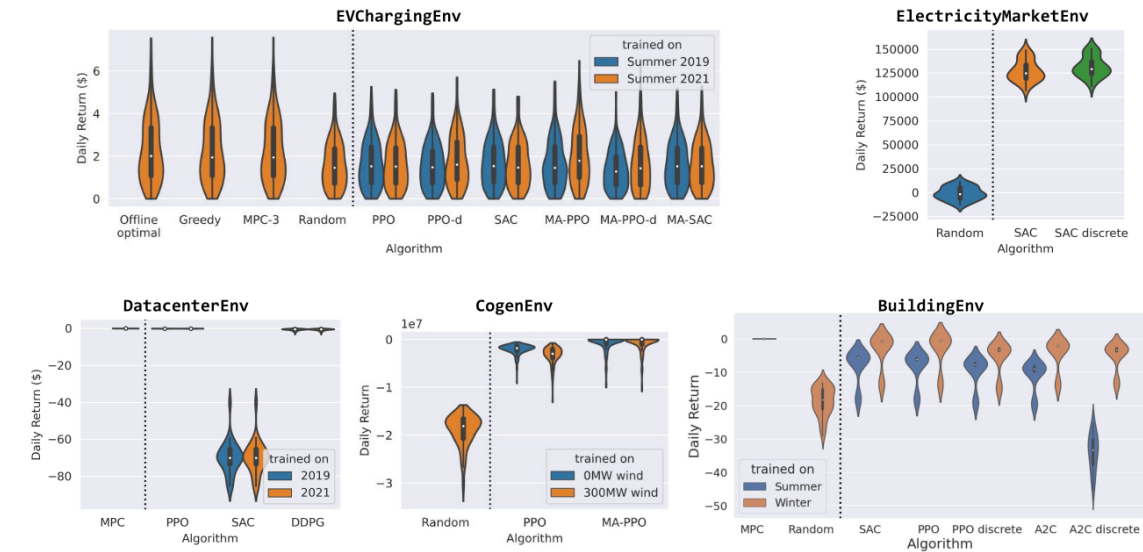 EVChargingEnv
Daily Return ($)
6
4
2
0
trained on
Summer 2019
Summer 2021
Offline optimal
Greedy
MPC-3
Random
PPO
PPO-d
SAC
MA-PPO
MA-PPO-d
MA-SAC
Algorithm
ElectricityMarketEnv
Daily Return ($)
150000
125000
100000
75000
50000
25000
0
−25000
Random
SAC
SAC discrete
Algorithm
DatacenterEnv
Daily Return ($)
0
−20
−40
−60
−80
trained on
2019
2021
MPC
PPO
SAC
DDPG
Algorithm
CogenEnv
1e7
Daily Return
0
−1
−2
−3
trained on
0MW wind
300MW wind
Random
PPO
MA-PPO
Algorithm
BuildingEnv
Daily Return
0
−10
−20
−30
−40
−50
trained on
Summer
Winter
MPC
Random
SAC
PPO
PPO discrete
A2C
A2C discrete
Algorithm